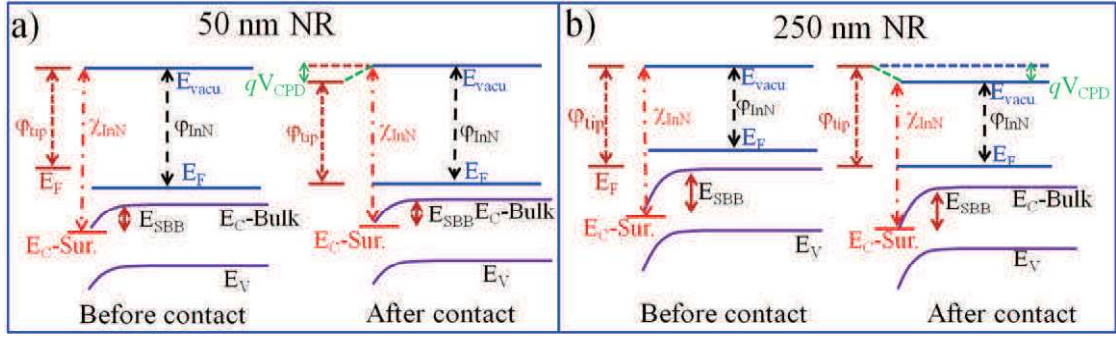 a)
50 nm NR
φtip
χInN
Evacu
φInN
EF
EF
ESBB
EC-Bulk
EC-Sur.
EV
Before contact
qVCPD
φtip
χInN
Evacu
φInN
EF
ESBB
EC-Bulk
EC-Sur.
EV
After contact
b)
250 nm NR
φtip
χInN
Evacu
φInN
EF
EF
ESBB
EC-Sur.
EV
Before contact
φtip
χInN
Evacu
qVCPD
φInN
EF
ESBB
EC-Bulk
EC-Sur.
EV
After contact